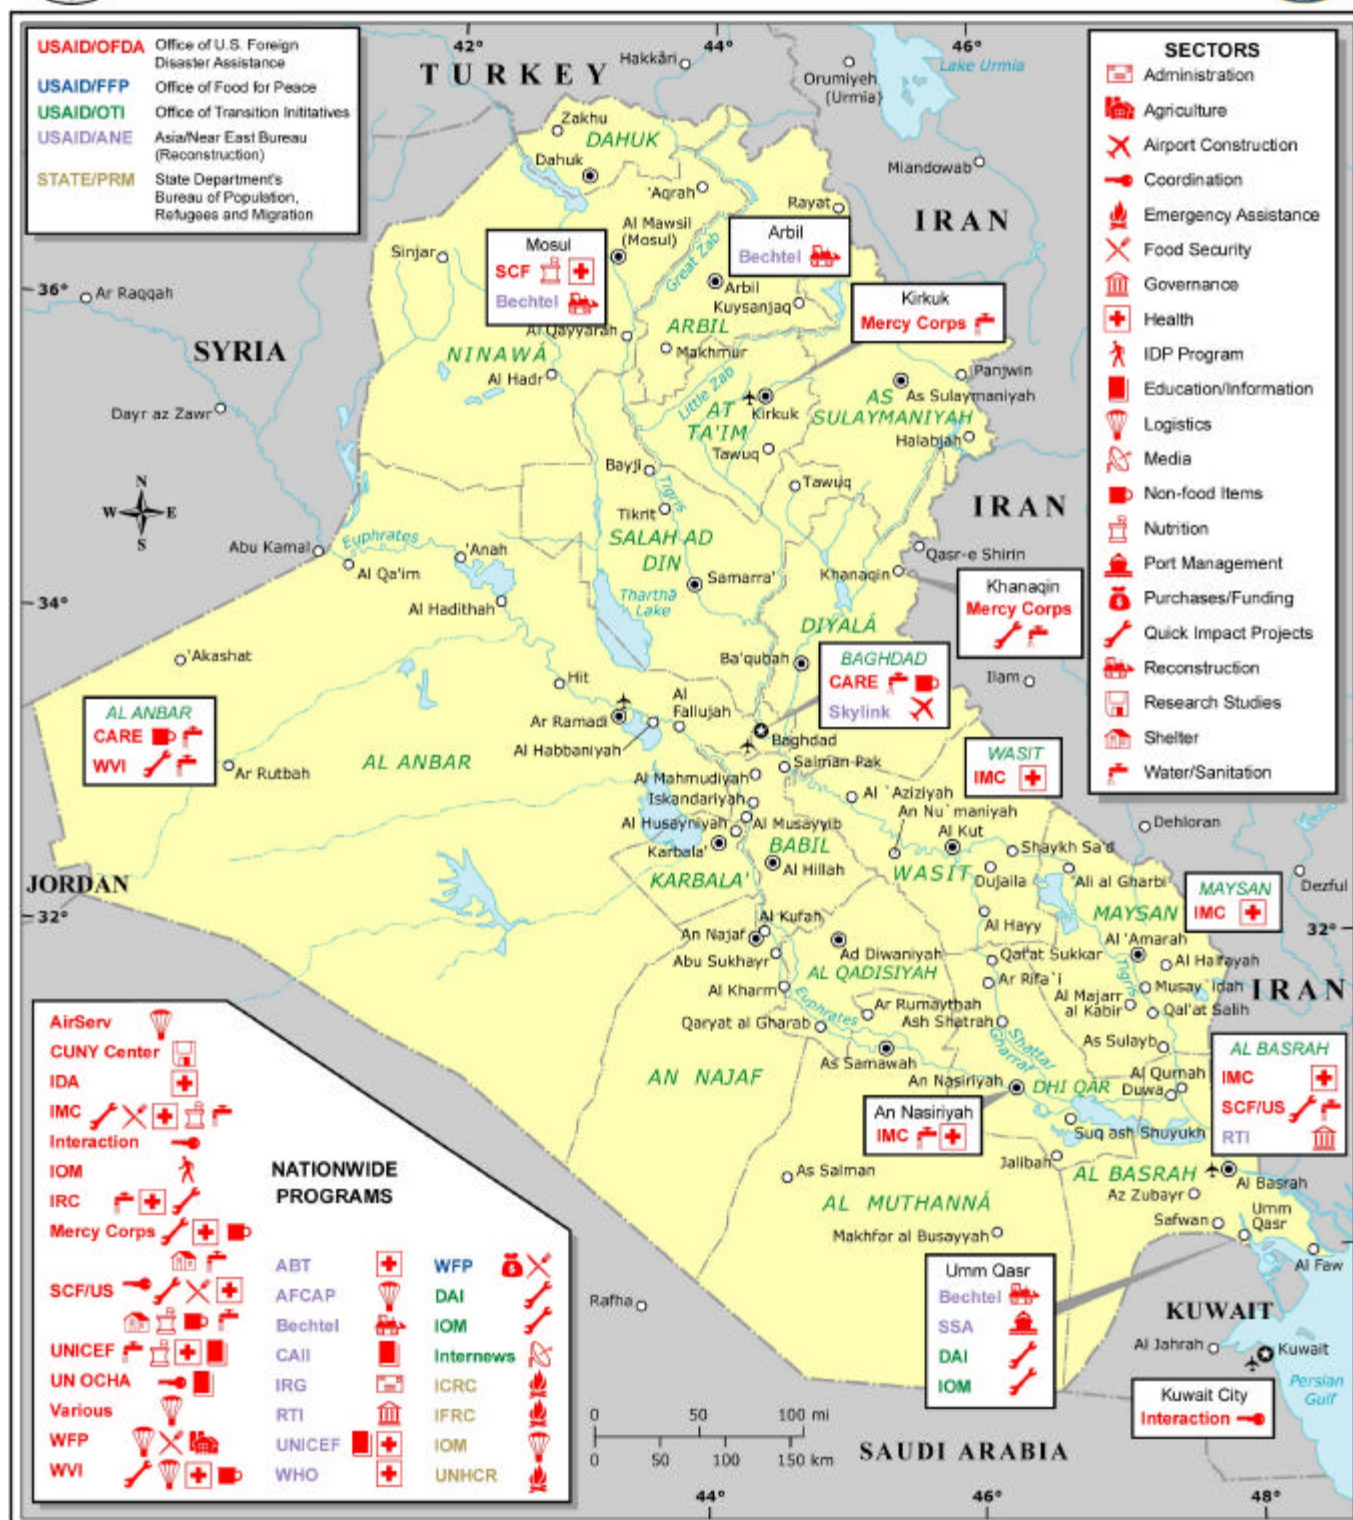 USAID/OFDA Office of U.S. Foreign
Disaster Assistance
USAID/FFP Office of Food for Peace
USAID/OTI Office of Transition Inititatives
USAID/ANE Asia/Near East Bureau
(Reconstruction)
STATE/PRM State Department's
Bureau of Population,
Refugees and Migration
SECTORS
Administration
Agriculture
Airport Construction
Coordination
Emergency Assistance
Food Security
Governance
Health
IDP Program
Education/Information
Logistics
Media
Non-food Items
Nutrition
Port Management
Purchases/Funding
Quick Impact Projects
Reconstruction
Research Studies
Shelter
Water/Sanitation
42°
44°
46°
TURKEY
Hakkâri
Orumiyeh
(Urmia)
Lake Urmia
Miandowab
Zakhu
DAHUK
Dahuk
'Aqrah
Rayat
IRAN
Al Mawsil
(Mosul)
Great Zab
Sinjar
Mosul
SCF
Bechtel
Arbil
Bechtel
Arbil
Kuysanjaq
Kirkuk
Mercy Corps
36°
Ar Raqqah
SYRIA
Al Qayyarah
ARBIL
Makhmur
NINAWÁ
Al Hadr
Little Zab
Panjwin
As Sulaymaniyah
AS
SULAYMANIYAH
Halabjah
Dayr az Zawr
AT
TA'IM
Kirkuk
Tawuq
Bayji
Tigris
Tawuq
Tikrit
IRAN
N
W E
S
Abu Kamal
Euphrates
'Anah
SALAH AD
DIN
Qasr-e Shirin
Al Qa'im
Samarra'
Khanaqin
Khanaqin
Mercy Corps
34°
Al Hadithah
Tharthā
Lake
DIYALÁ
'Akashat
Ba'qubah
BAGHDAD
CARE
Skylink
Ilam
Hit
AL ANBAR
CARE
WVI
Ar Ramadi
Al
Fallujah
Al Habbaniyah
Baghdad
Salman Pak
WASIT
IMC
Ar Rutbah
AL ANBAR
Al Mahmudiyah
Iskandariyah
Al `Aziziyah
An Nu`maniyah
Al Husayniyah
Al Musayyib
Al Kut
Dehloran
Karbala'
BABIL
Al Hillah
Shaykh Sa'd
Dujaila
'Ali al Gharbi
KARBALA'
WASIT
JORDAN
MAYSAN
IMC
Dezful
32°
32°
Al Kufah
An Najaf
Abu Sukhayr
Ad Diwaniyah
Al Hayy
MAYSAN
Al 'Amarah
Al Halfayah
AL QADISIYAH
Qal'at Sukkar
Ar Rifa`i
Tigris
Musay`idah
IRAN
Al Kharm
Euphrates
Ar Rumaythah
Ash Shatrah
Al Majarr
al Kabir
Qal'at Salih
Qaryat al Gharab
Shattal
Gharraf
As Sulayb
As Samawah
AL BASRAH
IMC
SCF/US
RTI
AN NAJAF
An Nasiriyah
DHI QAR
Al Qurnah
Duwa
An Nasiriyah
IMC
Suq ash Shuyukh
Jalibah
As Salman
AL BASRAH
Al Basrah
Az Zubayr
AL MUTHANNÁ
Safwan
Umm
Qasr
Makhfar al Busayyah
Al Faw
Umm Qasr
Bechtel
SSA
DAI
IOM
Rafha
KUWAIT
Al Jahrah
Kuwait
Persian
Gulf
Kuwait City
Interaction
SAUDI ARABIA
0 50 100 mi
0 50 100 150 km
44°
46°
48°
NATIONWIDE
PROGRAMS
AirServ
CUNY Center
IDA
IMC
Interaction
IOM
IRC
Mercy Corps
SCF/US
UNICEF
UN OCHA
Various
WFP
WVI
ABT
AFCAP
Bechtel
CAII
IRG
RTI
UNICEF
WHO
WFP
DAI
IOM
Internews
ICRC
IFRC
IOM
UNHCR